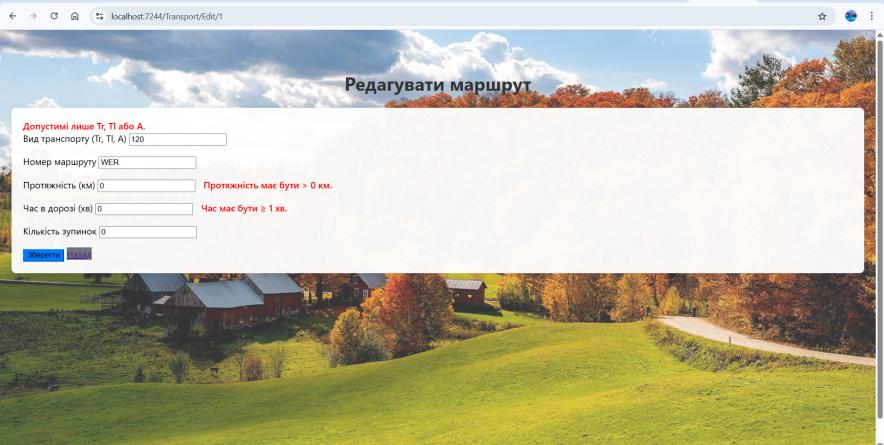 localhost:7244/Transport/Edit/1
Редагувати маршрут
Допустимі лише Tr, Tl або A.
Вид транспорту (Tr, Tl, A) 120
Номер маршруту WER
Протяжність (км) 0 Протяжність має бути > 0 км.
Час в дорозі (хв) 0 Час має бути ≥ 1 хв.
Кількість зупинок 0
Зберегти Назад